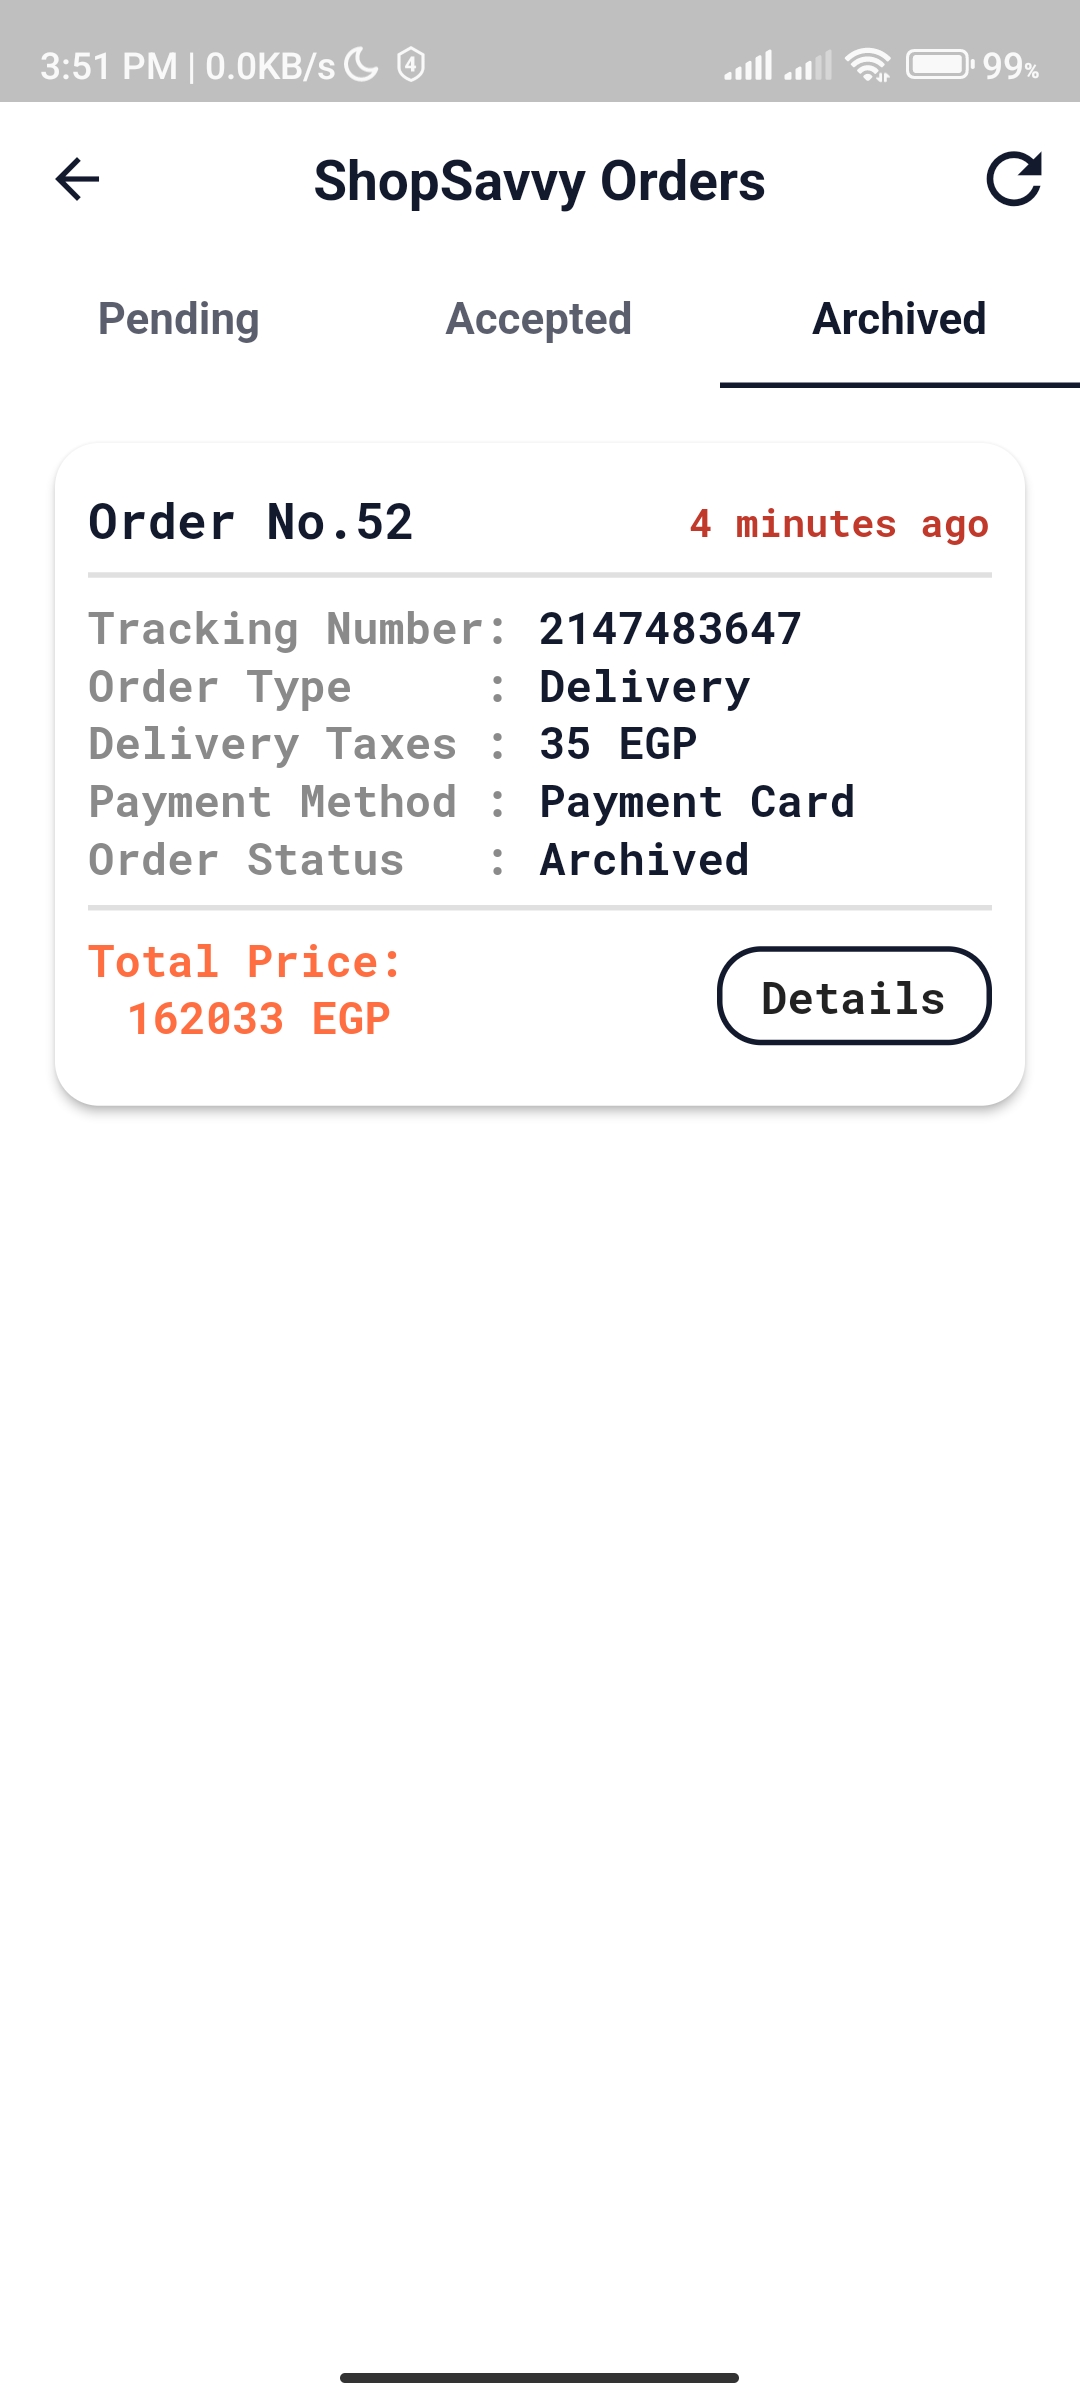 3:51 PM | 0.0KB/s 4 99%
ShopSavvy Orders
Pending Accepted Archived
Order No.52 4 minutes ago
Tracking Number: 2147483647
Order Type : Delivery
Delivery Taxes : 35 EGP
Payment Method : Payment Card
Order Status : Archived
Total Price:
162033 EGP
Details